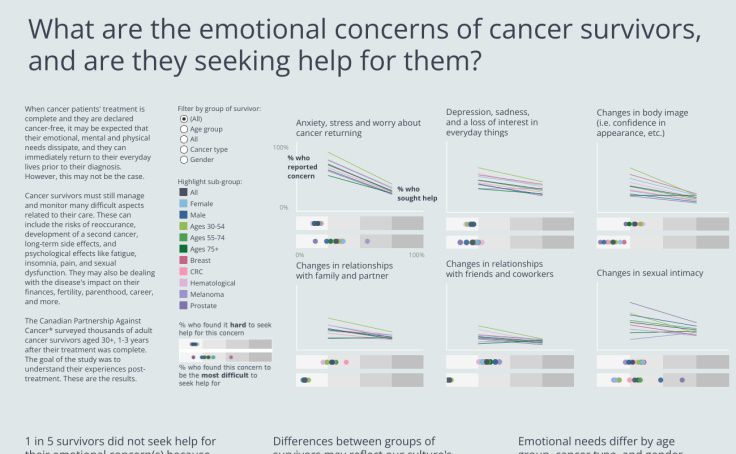 What are the emotional concerns of cancer survivors,
and are they seeking help for them?
When cancer patients' treatment is
complete and they are declared
cancer-free, it may be expected that
their emotional, mental and physical
needs dissipate, and they can
immediately return to their everyday
lives prior to their diagnosis.
However, this may not be the case.
Cancer survivors must still manage
and monitor many difficult aspects
related to their care. These can
include the risks of reoccurance,
development of a second cancer,
long-term side effects, and
psychological effects like fatigue,
insomnia, pain, and sexual
dysfunction. They may also be dealing
with the disease's impact on their
finances, fertility, parenthood, career,
and more.
The Canadian Partnership Against
Cancer* surveyed thousands of adult
cancer survivors aged 30+, 1-3 years
after their treatment was complete.
The goal of the study was to
understand their experiences post-
treatment. These are the results.
Filter by group of survivor:
(All)
Age group
All
Cancer type
Gender
Highlight sub-group:
All
Female
Male
Ages 30-54
Ages 55-74
Ages 75+
Breast
CRC
Hematological
Melanoma
Prostate
% who found it hard to seek
help for this concern
% who found this concern to
be the most difficult to
seek help for
Anxiety, stress and worry about
cancer returning
100%
% who
reported
concern
% who
sought help
0%
0%
100%
Depression, sadness,
and a loss of interest in
everyday things
Changes in body image
(i.e. confidence in
appearance, etc.)
Changes in relationships
with family and partner
Changes in relationships
with friends and coworkers
Changes in sexual intimacy
1 in 5 survivors did not seek help for
their emotional concern(s) because
Differences between groups of
survivors may reflect our culture's
Emotional needs differ by age
group, cancer type, and gender